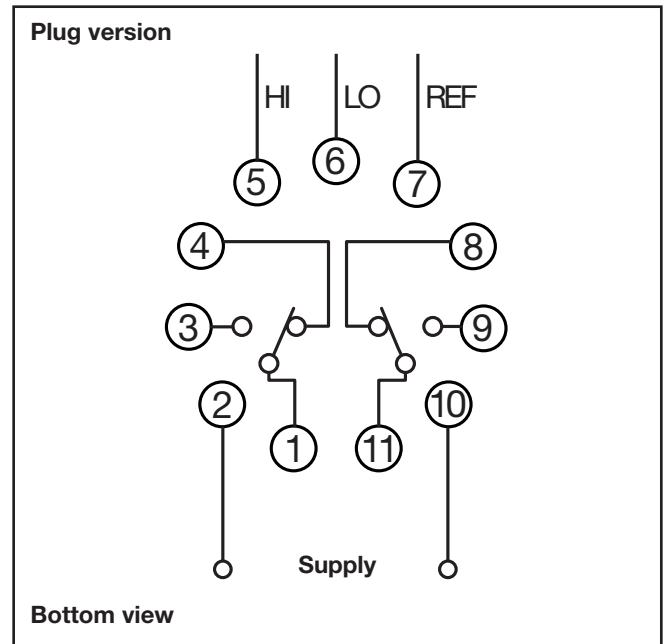 Plug version
HI LO REF
6
5 7
4 8
3 9
2 10
1 11
Supply
Bottom view